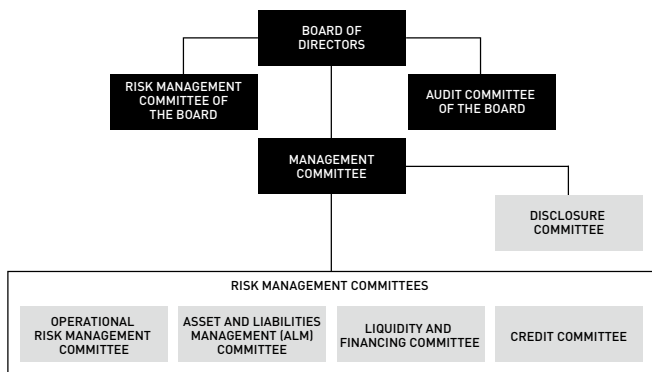 BOARD OF
DIRECTORS
RISK MANAGEMENT
COMMITTEE OF
THE BOARD
AUDIT COMMITTEE
OF THE BOARD
MANAGEMENT
COMMITTEE
DISCLOSURE
COMMITTEE
RISK MANAGEMENT COMMITTEES
OPERATIONAL
RISK MANAGEMENT
COMMITTEE
ASSET AND LIABILITIES
MANAGEMENT (ALM)
COMMITTEE
LIQUIDITY AND
FINANCING COMMITTEE
CREDIT COMMITTEE